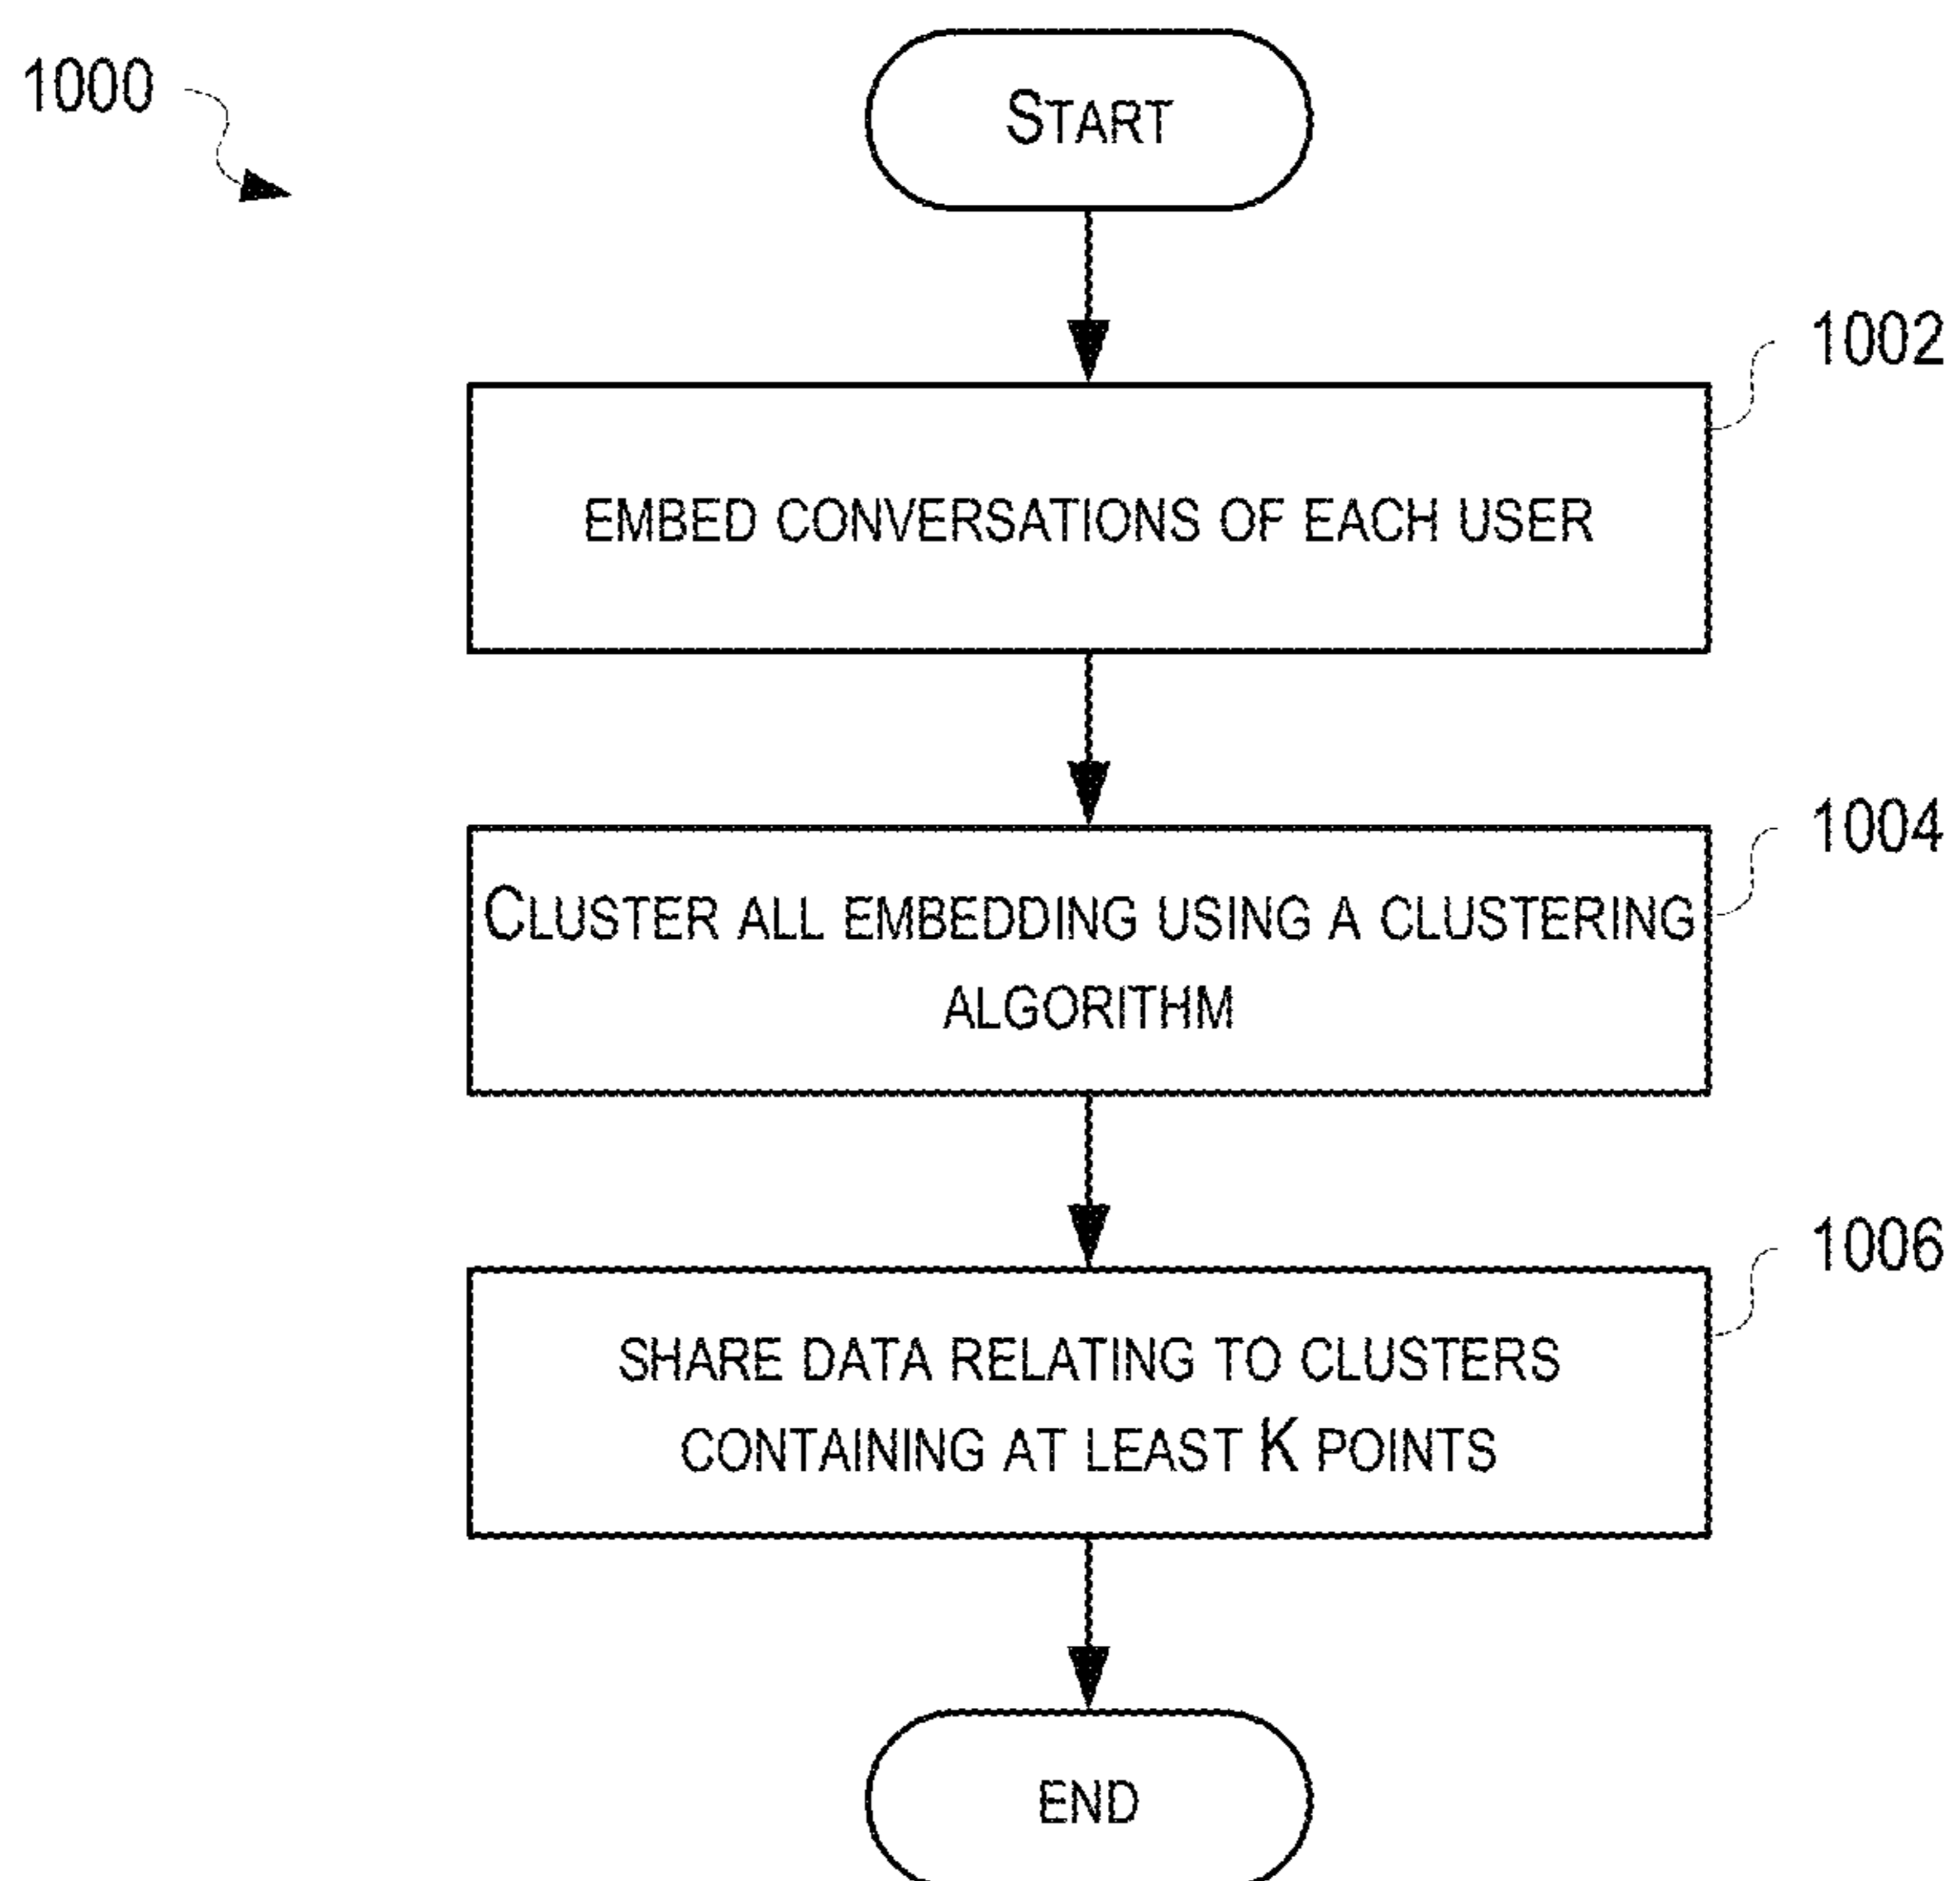 1000
START
1002
EMBED CONVERSATIONS OF EACH USER
1004
CLUSTER ALL EMBEDDING USING A CLUSTERING
ALGORITHM
1006
SHARE DATA RELATING TO CLUSTERS
CONTAINING AT LEAST K POINTS
END